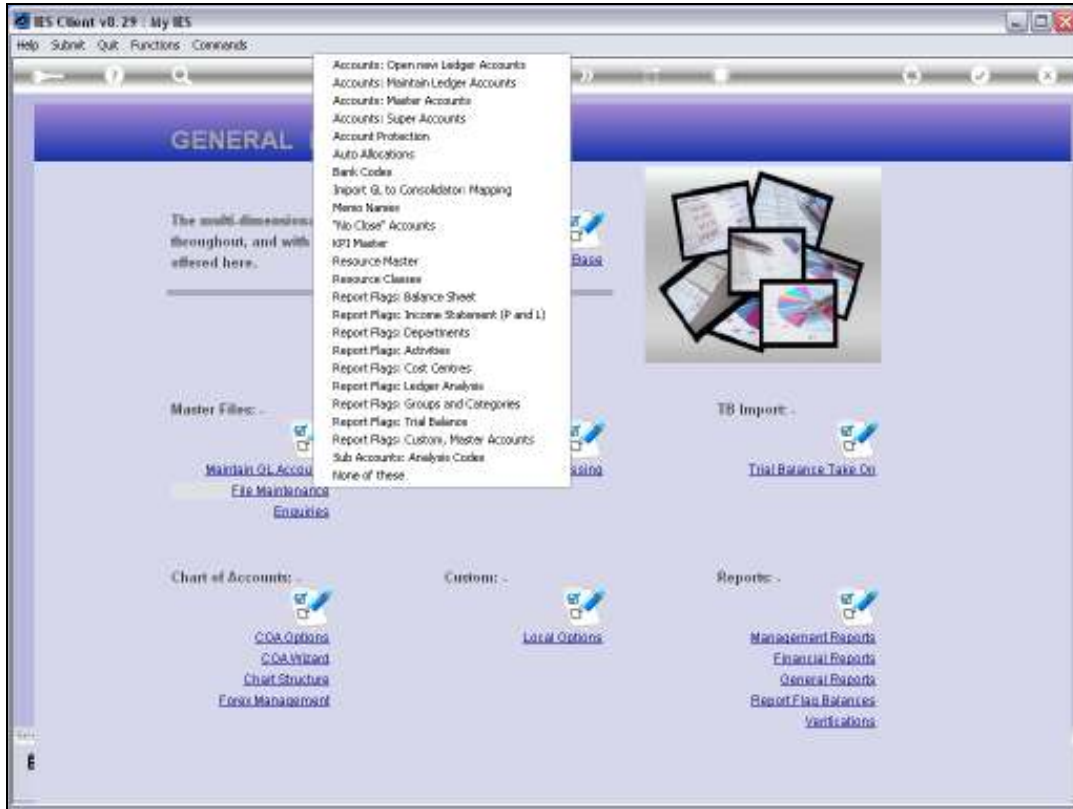 IES Client v8.29 : My IES
Help Submit Quit Functions Commands
GENERAL
The multi-dimensiona
throughout, and with
offered here.
Base
Accounts: Open new Ledger Accounts
Accounts: Maintain Ledger Accounts
Accounts: Master Accounts
Accounts: Super Accounts
Account Protection
Auto Allocations
Bank Codes
Import GL to Consolidator: Mapping
Memo Names
"No Close" Accounts
KPI Master
Resource Master
Resource Classes
Report Flags: Balance Sheet
Report Flags: Income Statement (P and L)
Report Flags: Departments
Report Flags: Activities
Report Flags: Cost Centres
Report Flags: Ledger Analysis
Report Flags: Groups and Categories
Report Flags: Trial Balance
Report Flags: Custom, Master Accounts
Sub Accounts: Analysis Codes
None of these
Master Files: -
Maintain GL Accou
File Maintenance
Enquiries
ssing
TB Import: -
Trial Balance Take On
Chart of Accounts: -
COA Options
COA Wizard
Chart Structure
Forex Management
Custom: -
Local Options
Reports: -
Management Reports
Financial Reports
General Reports
Report Flag Balances
Verifications